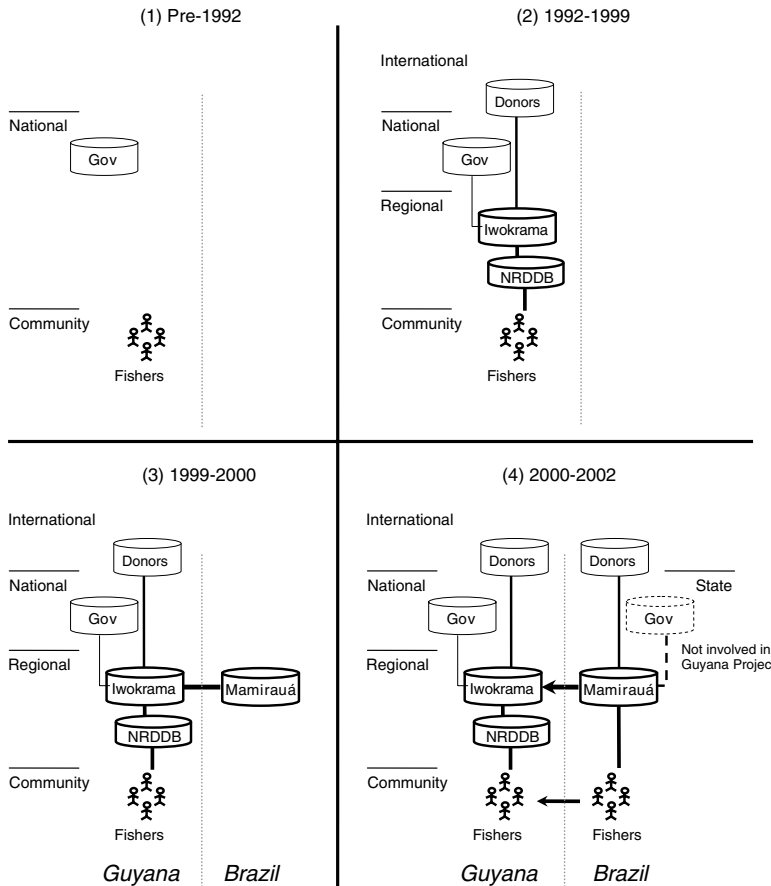 (1) Pre-1992
National
Gov
Community
Fishers
(2) 1992-1999
International
Donors
National
Gov
Regional
Iwokrama
NRDDB
Community
Fishers
(3) 1999-2000
International
Donors
National
Gov
Regional
Iwokrama
Mamirauá
NRDDB
Community
Fishers
Guyana
Brazil
(4) 2000-2002
International
Donors
Donors
National
State
Gov
Gov
Not involved in
Guyana Projec
Regional
Iwokrama
Mamirauá
NRDDB
Community
Fishers
Fishers
Guyana
Brazil